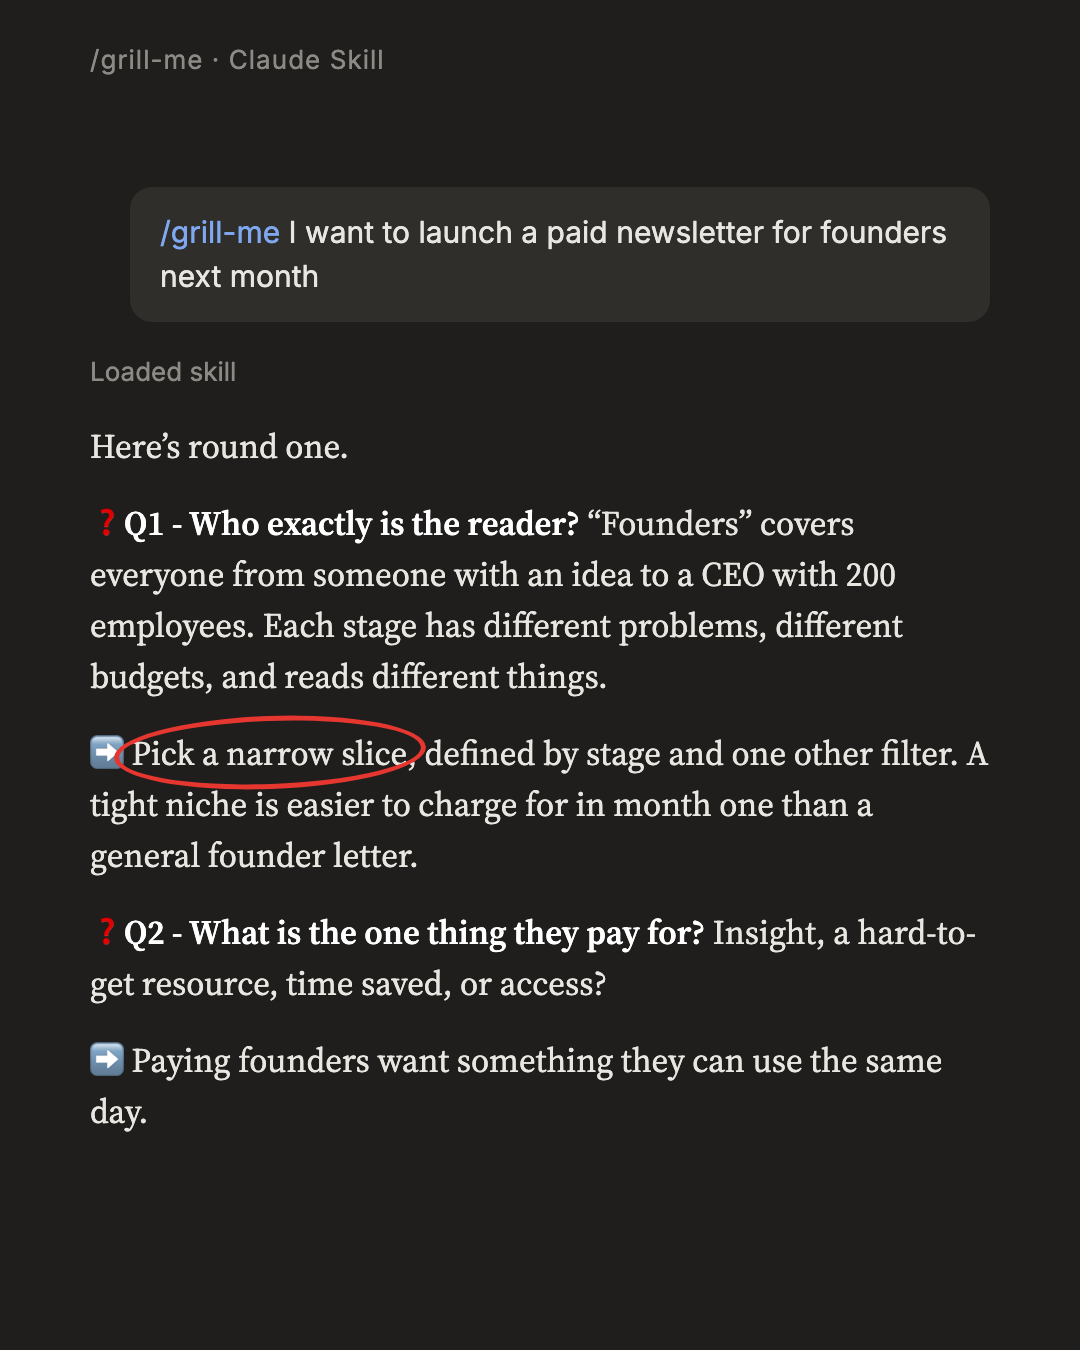 /grill-me · Claude Skill
/grill-me I want to launch a paid newsletter for founders
next month
Loaded skill
Here’s round one.
❓Q1 - Who exactly is the reader? “Founders” covers
everyone from someone with an idea to a CEO with 200
employees. Each stage has different problems, different
budgets, and reads different things.
➡️ Pick a narrow slice, defined by stage and one other filter. A
tight niche is easier to charge for in month one than a
general founder letter.
❓Q2 - What is the one thing they pay for? Insight, a hard-to-
get resource, time saved, or access?
➡️ Paying founders want something they can use the same
day.